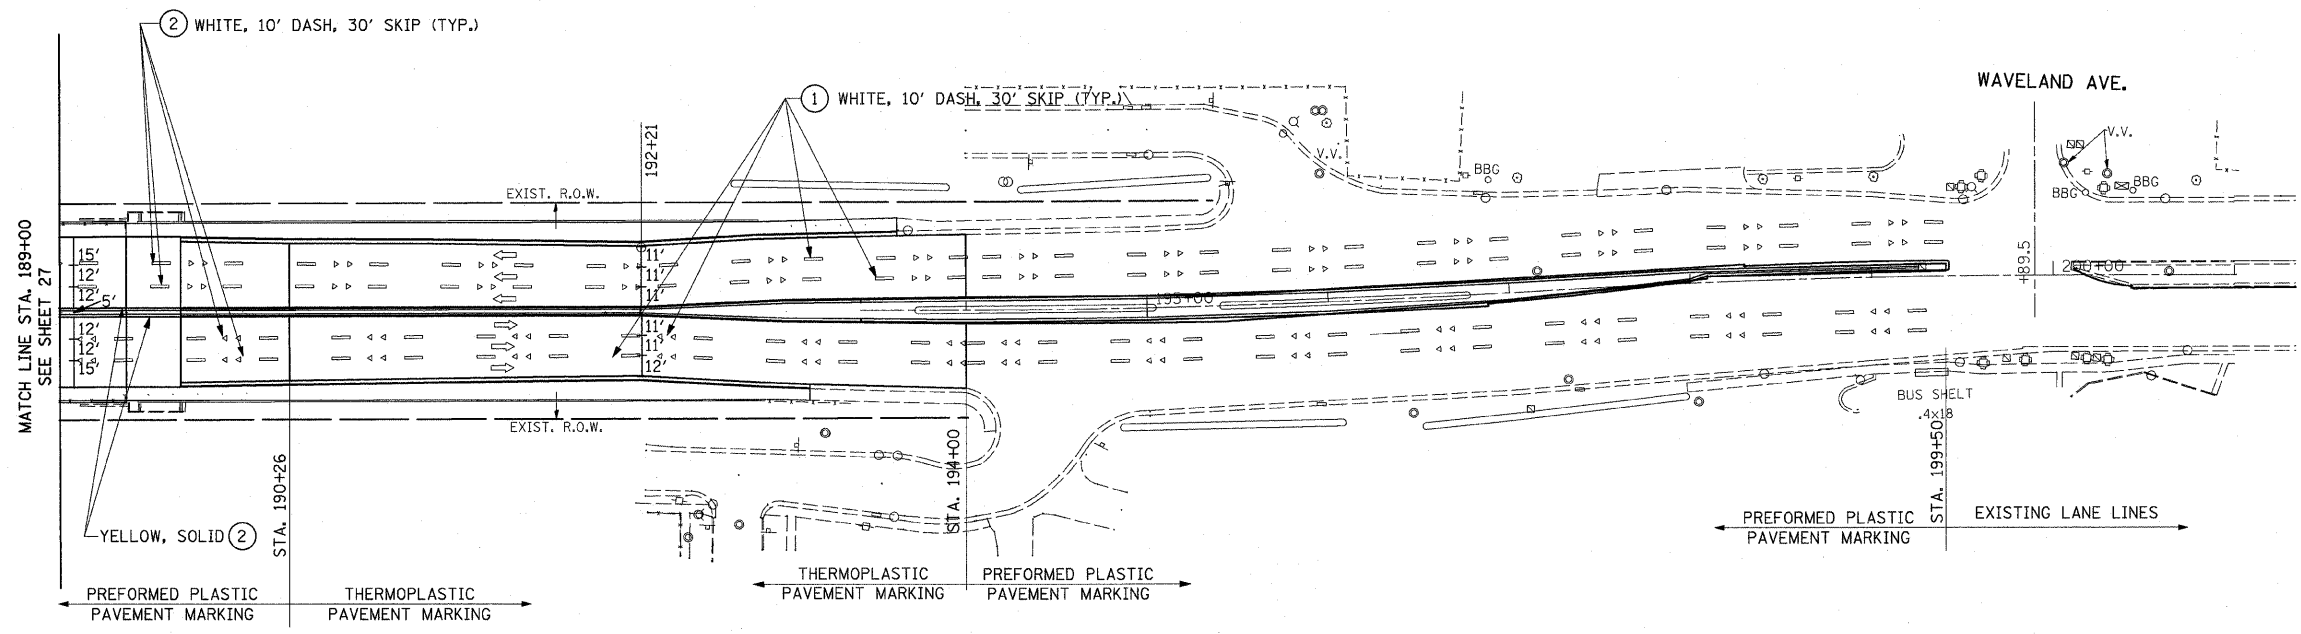 2 WHITE, 10' DASH, 30' SKIP (TYP.)
1 WHITE, 10' DASH, 30' SKIP (TYP.)
WAVELAND AVE.
192+21
V.V.
V.V.
BBG
BBG
BBG
EXIST. R.O.W.
MATCH LINE STA. 189+00
SEE SHEET 27
15'
12'
12'
5'
12'
12'
15'
11'
11'
11'
11'
11'
12'
195+00
+89.5
200+00
EXIST. R.O.W.
BUS SHELT
.4x18
YELLOW, SOLID 2
STA. 190+26
STA. 194+00
STA. 199+50
PREFORMED PLASTIC
PAVEMENT MARKING
EXISTING LANE LINES
THERMOPLASTIC
PAVEMENT MARKING
PREFORMED PLASTIC
PAVEMENT MARKING
PREFORMED PLASTIC
PAVEMENT MARKING
THERMOPLASTIC
PAVEMENT MARKING